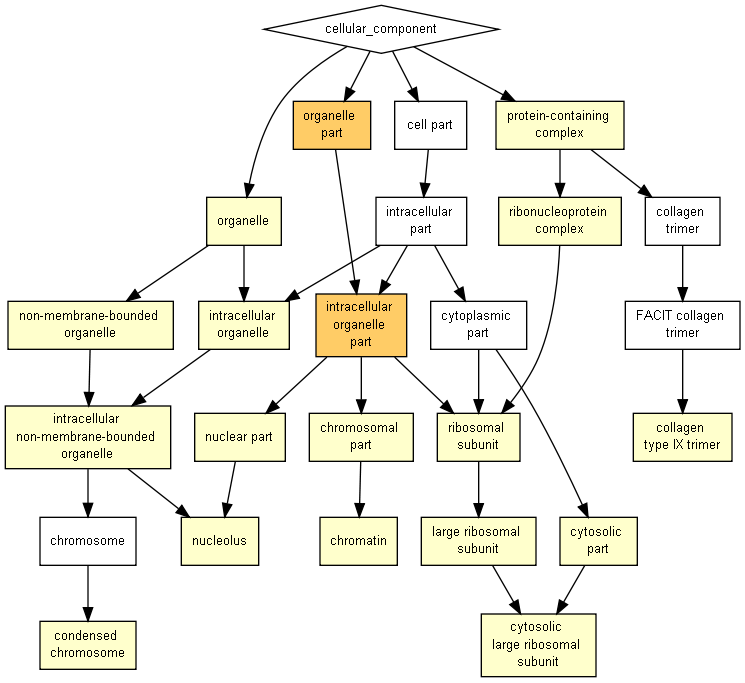 cellular_component
organelle
part
cell part
protein-containing
complex
organelle
intracellular
part
ribonucleoprotein
complex
collagen
trimer
non-membrane-bounded
organelle
intracellular
organelle
intracellular
organelle
part
cytoplasmic
part
FACIT collagen
trimer
intracellular
non-membrane-bounded
organelle
nuclear part
chromosomal
part
ribosomal
subunit
collagen
type IX trimer
chromosome
nucleolus
chromatin
large ribosomal
subunit
cytosolic
part
condensed
chromosome
cytosolic
large ribosomal
subunit